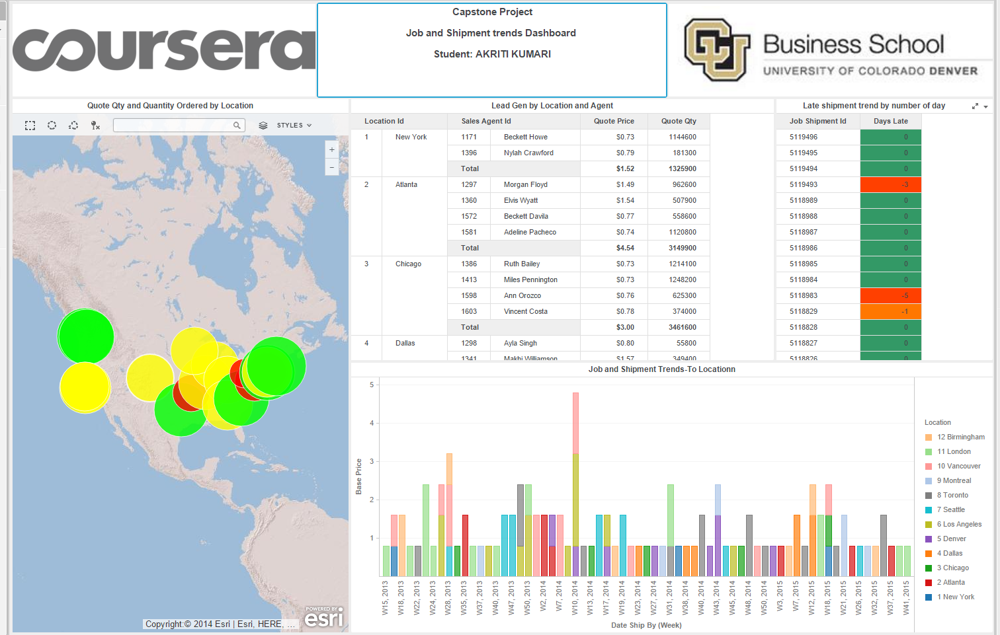 coursera
Capstone Project
Job and Shipment trends Dashboard
Student: AKRITI KUMARI
CU Business School
UNIVERSITY OF COLORADO DENVER
Quote Qty and Quantity Ordered by Location
STYLES
+
−
Copyright:© 2014 Esri | Esri, HERE, ...
POWERED BY
esri
Lead Gen by Location and Agent
Location Id Sales Agent Id Quote Price Quote Qty
1 New York 1171 Beckett Howe $0.73 1144600
1396 Nylah Crawford $0.79 181300
Total $1.52 1325900
2 Atlanta 1297 Morgan Floyd $1.49 962600
1360 Elvis Wyatt $1.54 507900
1572 Beckett Davila $0.77 558600
1581 Adeline Pacheco $0.74 1120800
Total $4.54 3149900
3 Chicago 1386 Ruth Bailey $0.73 1214100
1413 Miles Pennington $0.73 1248200
1598 Ann Orozco $0.76 625300
1603 Vincent Costa $0.78 374000
Total $3.00 3461600
4 Dallas 1298 Ayla Singh $0.80 55800
1341 Makhi Williamson $1.57 349400
Late shipment trend by number of day
Job Shipment Id Days Late
5119496 0
5119495 0
5119494 0
5119493 -3
5118989 0
5118988 0
5118987 0
5118986 0
5118985 0
5118984 0
5118983 -5
5118829 -1
5118828 0
5118827 0
5118826 0
Job and Shipment Trends-To Locationn
Base Price
5
4
3
2
1
W15, 2013
W18, 2013
W22, 2013
W24, 2013
W28, 2013
W35, 2013
W37, 2013
W40, 2013
W47, 2013
W50, 2013
W2, 2014
W7, 2014
W10, 2014
W13, 2014
W17, 2014
W19, 2014
W23, 2014
W27, 2014
W31, 2014
W38, 2014
W40, 2014
W43, 2014
W45, 2014
W48, 2014
W50, 2014
W3, 2015
W7, 2015
W12, 2015
W18, 2015
W21, 2015
W26, 2015
W32, 2015
W37, 2015
W41, 2015
Date Ship By (Week)
Location
12 Birmingham
11 London
10 Vancouver
9 Montreal
8 Toronto
7 Seattle
6 Los Angeles
5 Denver
4 Dallas
3 Chicago
2 Atlanta
1 New York